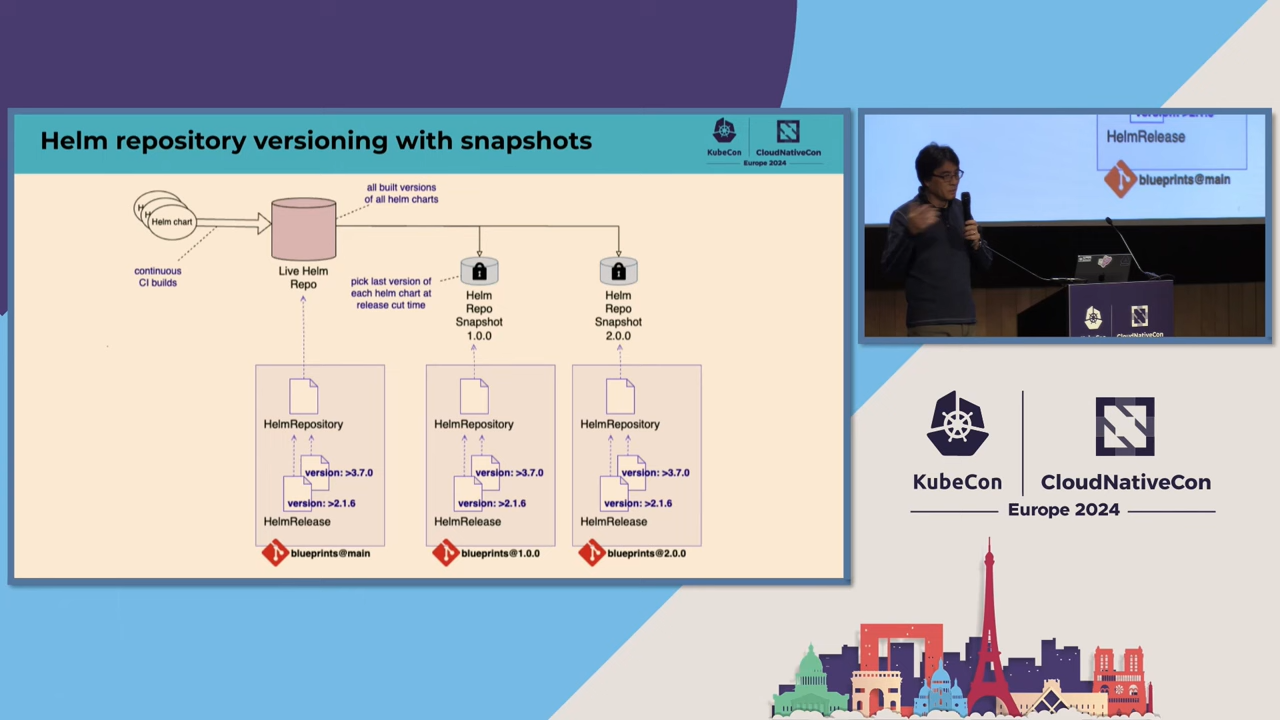 Helm repository versioning with snapshots
KubeCon
CloudNativeCon
Europe 2024
all built versions
of all helm charts
Helm chart
continuous
CI builds
Live Helm
Repo
pick last version of
each helm chart at
release cut time
Helm
Repo
Snapshot
1.0.0
Helm
Repo
Snapshot
2.0.0
HelmRepository
version: >3.7.0
version: >2.1.6
HelmRelease
blueprints@main
HelmRepository
version: >3.7.0
version: >2.1.6
HelmRelease
blueprints@1.0.0
HelmRepository
version: >3.7.0
version: >2.1.6
HelmRelease
blueprints@2.0.0
HelmRelease
blueprints@main
KubeCon
CloudNativeCon
KubeCon
CloudNativeCon
Europe 2024